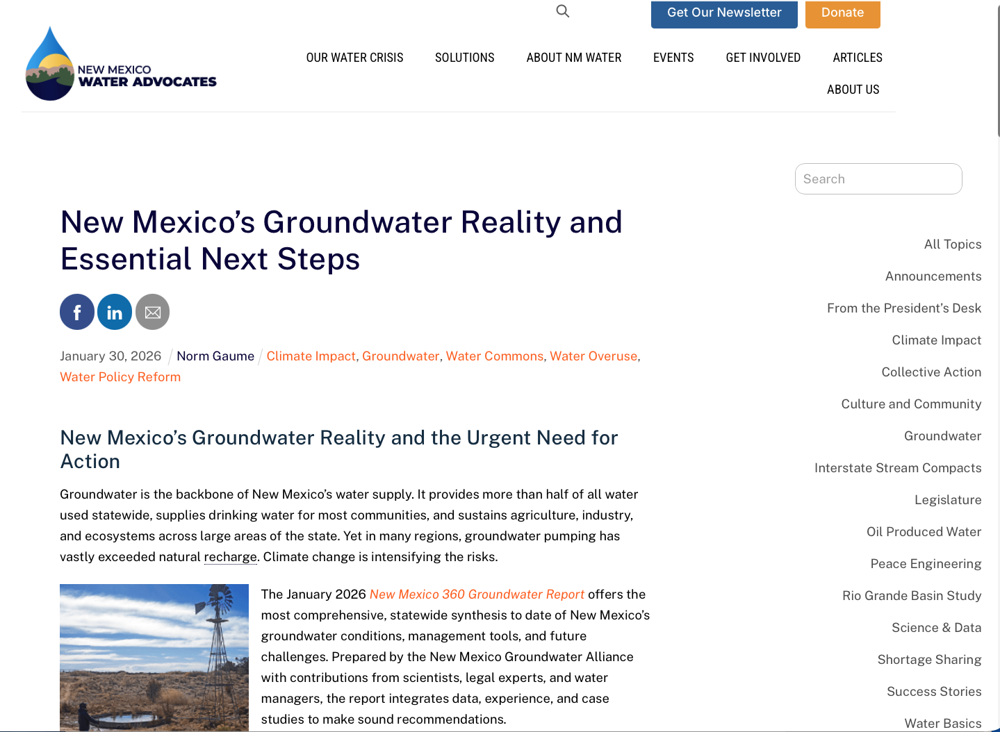 Get Our Newsletter
Donate
NEW MEXICO
WATER ADVOCATES
OUR WATER CRISIS
SOLUTIONS
ABOUT NM WATER
EVENTS
GET INVOLVED
ARTICLES
ABOUT US
Search
New Mexico’s Groundwater Reality and
Essential Next Steps
f
in
January 30, 2026 / Norm Gaume / Climate Impact, Groundwater, Water Commons, Water Overuse,
Water Policy Reform
New Mexico’s Groundwater Reality and the Urgent Need for
Action
Groundwater is the backbone of New Mexico’s water supply. It provides more than half of all water
used statewide, supplies drinking water for most communities, and sustains agriculture, industry,
and ecosystems across large areas of the state. Yet in many regions, groundwater pumping has
vastly exceeded natural recharge. Climate change is intensifying the risks.
The January 2026 New Mexico 360 Groundwater Report offers the
most comprehensive, statewide synthesis to date of New Mexico’s
groundwater conditions, management tools, and future
challenges. Prepared by the New Mexico Groundwater Alliance
with contributions from scientists, legal experts, and water
managers, the report integrates data, experience, and case
studies to make sound recommendations.
All Topics
Announcements
From the President’s Desk
Climate Impact
Collective Action
Culture and Community
Groundwater
Interstate Stream Compacts
Legislature
Oil Produced Water
Peace Engineering
Rio Grande Basin Study
Science & Data
Shortage Sharing
Success Stories
Water Basics